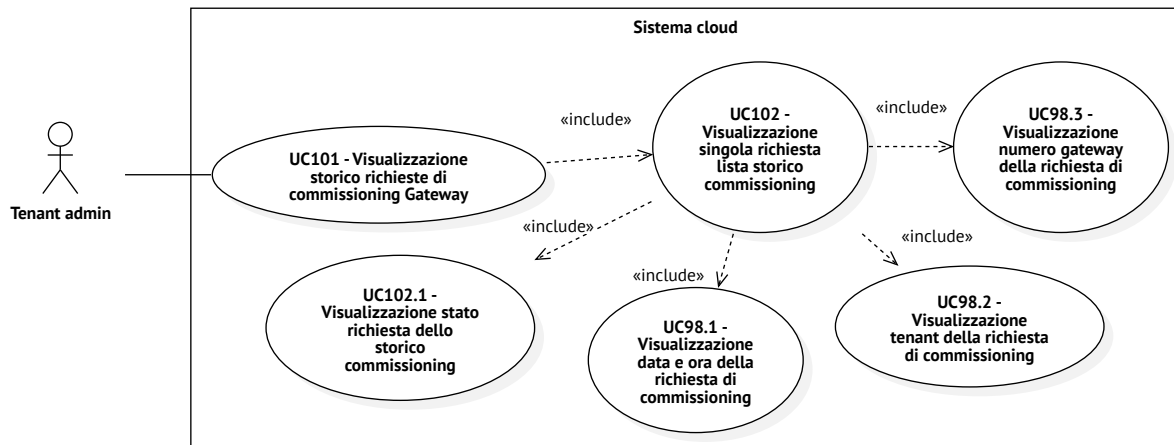 Sistema cloud
Tenant admin
UC101 - Visualizzazione
storico richieste di
commissioning Gateway
«include»
UC102 -
Visualizzazione
singola richiesta
lista storico
commissioning
«include»
UC98.3 -
Visualizzazione
numero gateway
della richiesta di
commissioning
«include»
«include»
«include»
UC102.1 -
Visualizzazione stato
richiesta dello
storico
commissioning
UC98.1 -
Visualizzazione
data e ora della
richiesta di
commissioning
UC98.2 -
Visualizzazione
tenant della richiesta
di commissioning